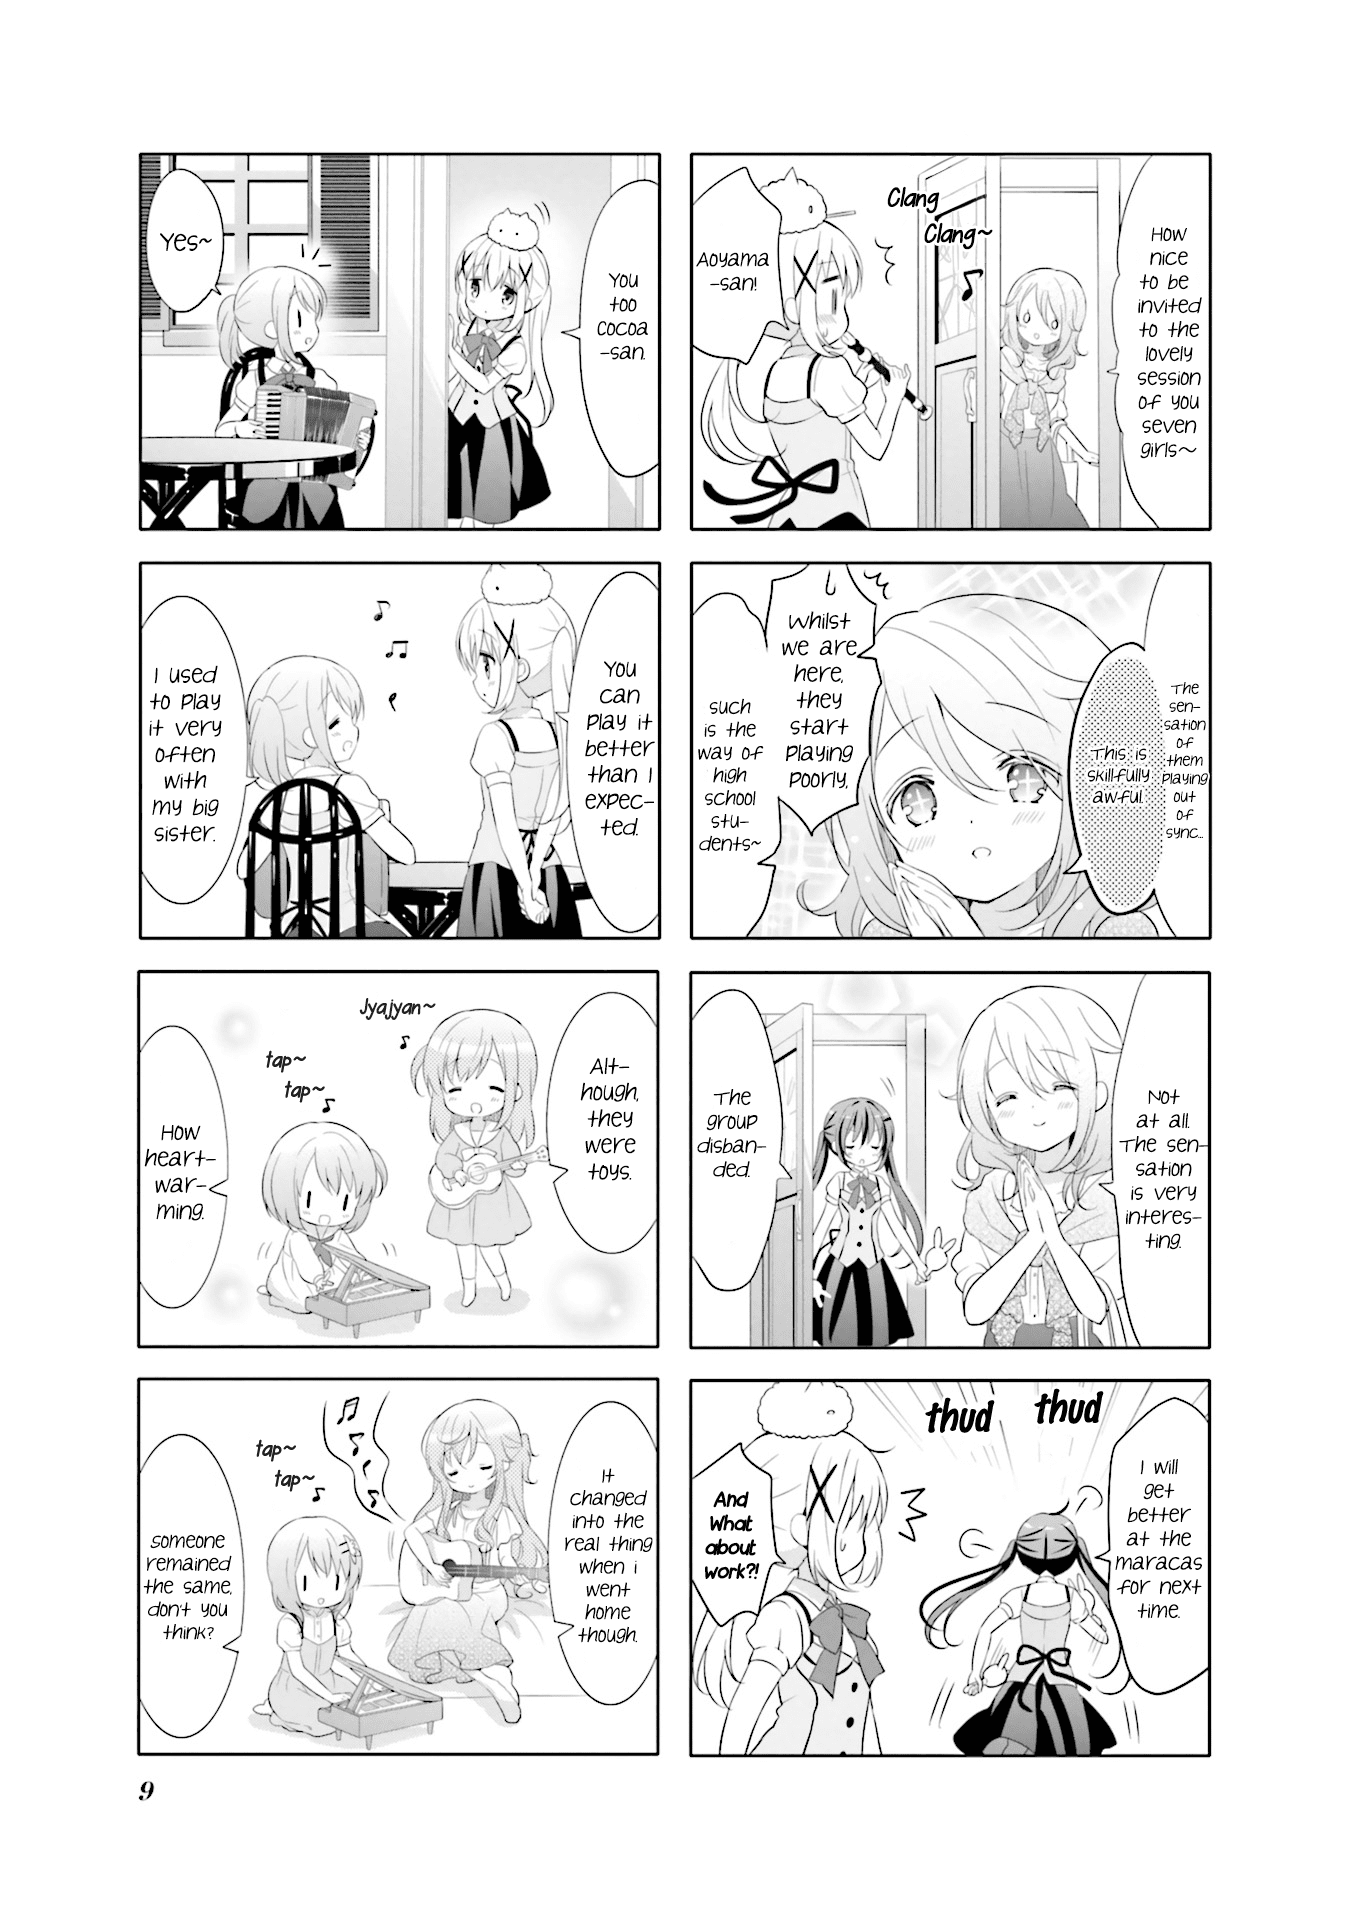 How
nice
to be
invited
to the
lovely
session
of you
seven
girls~
Clang
Clang~
Aoyama
-san!
The
sen-
sation
of
them
playing
out
of
sync...
This is
skillfully
awful.
Whilst
we are
here,
they
start
playing
poorly,
such
is the
way of
high
school
stu-
dents~
Not
at all.
The sen-
sation
is very
interes-
ting.
The
group
disban-
ded.
I will
get
better
at the
maracas
for next
time.
thud
thud
And
What
about
work?!
You
too
Cocoa
-san.
Yes~
You
can
play it
better
than I
expec-
ted.
I used
to play
it very
often
with
my big
sister.
Alt-
hough,
they
were
toys.
Jyajyan~
tap~
tap~
How
heart-
war-
ming.
It
changed
into the
real thing
when i
went
home
though.
tap~
tap~
someone
remained
the same,
don't you
think?
9